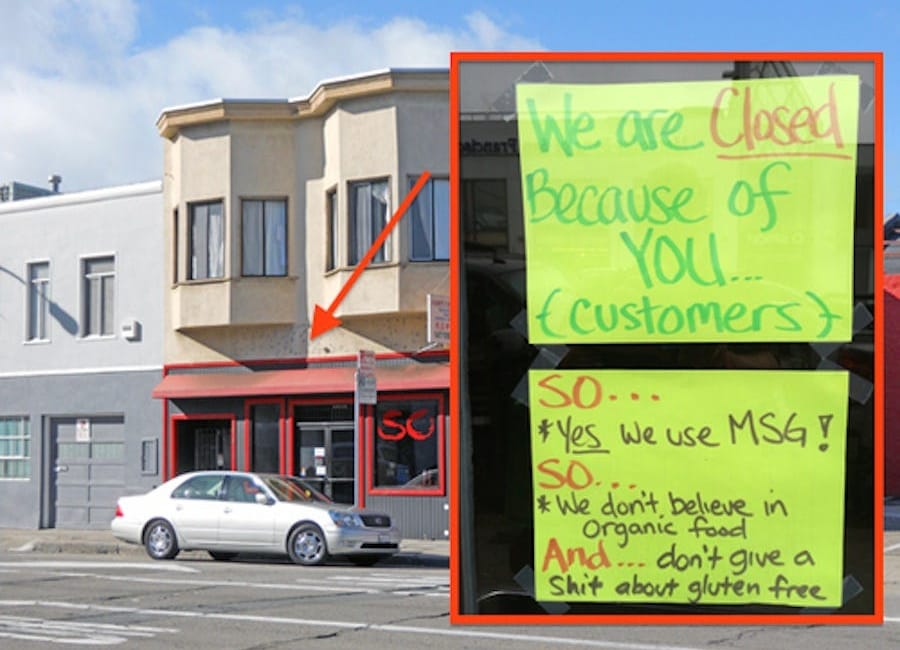 We are Closed
Because of
YOU...
{customers}
SO...
*Yes we use MSG!
SO...
*We don't believe in
Organic food
And... don't give a
Shit about gluten free
SO